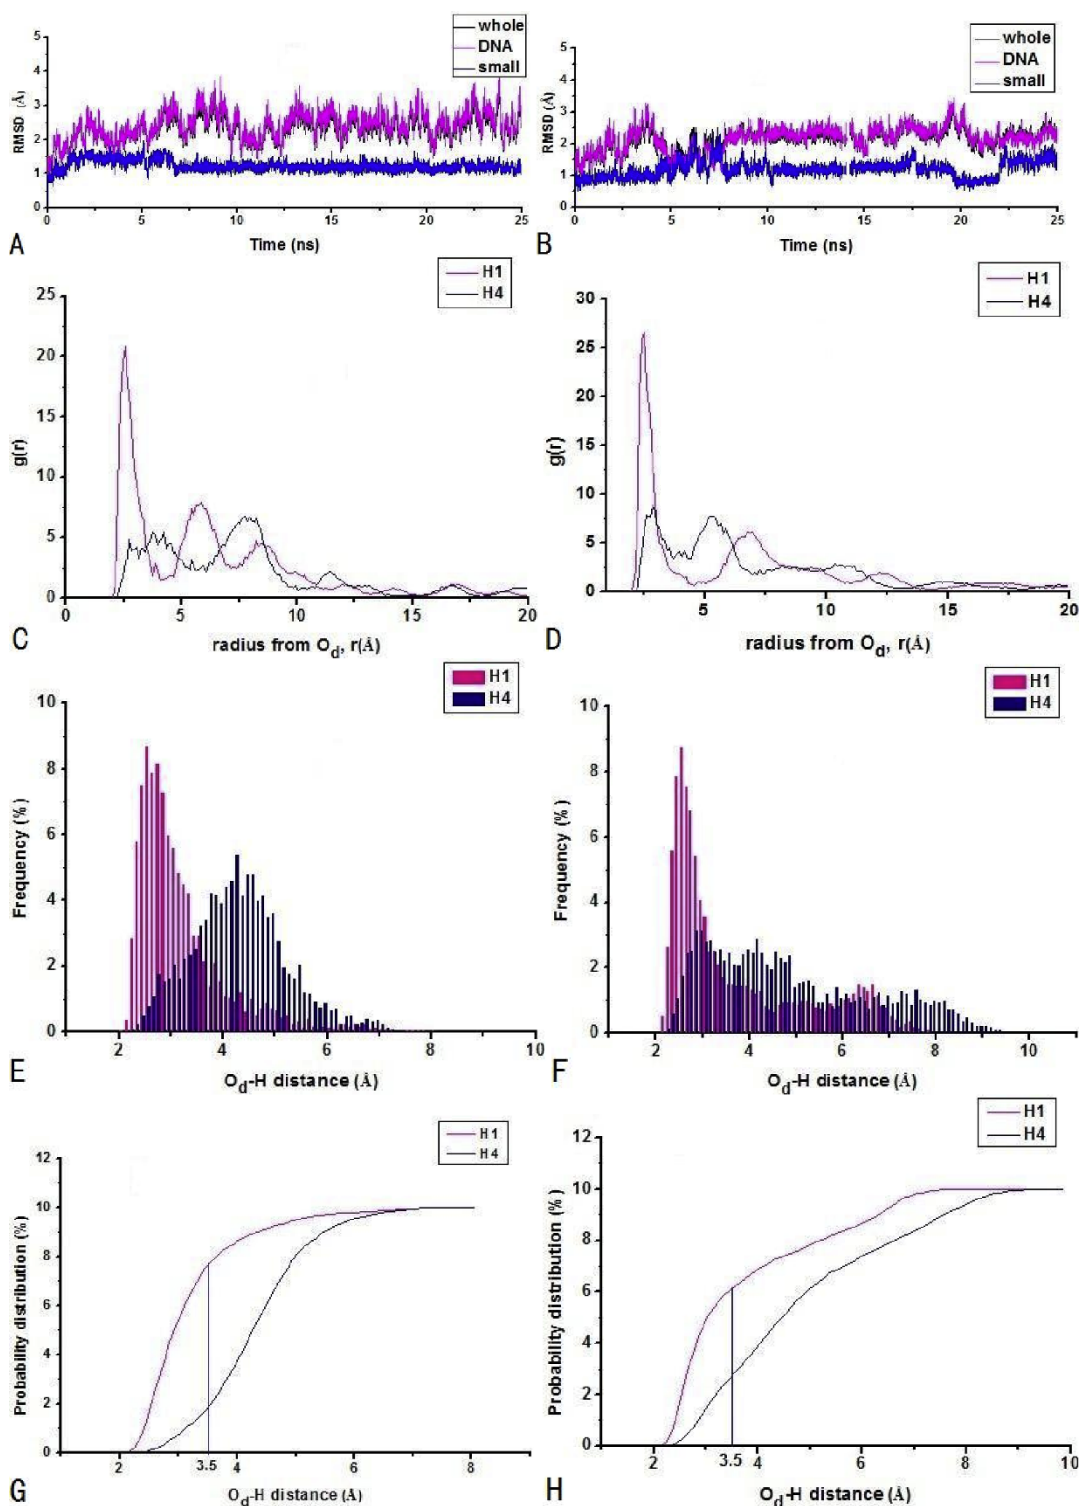 whole
DNA
small
5
4
3
2
1
0
RMSD (Å)
0 5 10 15 20 25
Time (ns)
A
whole
DNA
small
5
4
3
2
1
0
RMSD (Å)
0 5 10 15 20 25
Time (ns)
B
H1
H4
25
20
15
10
5
0
g(r)
0 5 10 15 20
radius from Od, r(Å)
C
H1
H4
30
25
20
15
10
5
0
g(r)
5 10 15 20
radius from Od, r(Å)
D
H1
H4
10
8
6
4
2
0
Frequency (%)
2 4 6 8 10
Od-H distance (Å)
E
H1
H4
10
8
6
4
2
0
Frequency (%)
2 4 6 8 10
Od-H distance (Å)
F
H1
H4
12
10
8
6
4
2
0
Probability distribution (%)
2 3.5 4 6 8
Od-H distance (Å)
G
H1
H4
12
10
8
6
4
2
0
Probability distribution (%)
2 3.5 4 6 8 10
Od-H distance (Å)
H